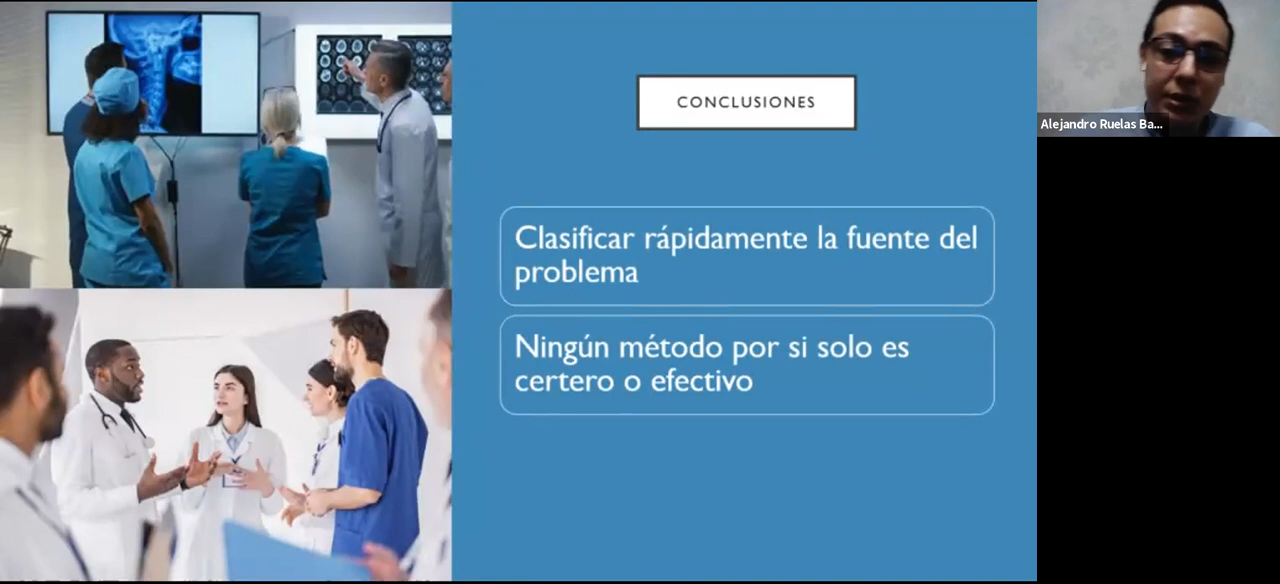 CONCLUSIONES
Clasificar rápidamente la fuente del
problema
Ningún método por si solo es
certero o efectivo
Alejandro Ruelas Ba...